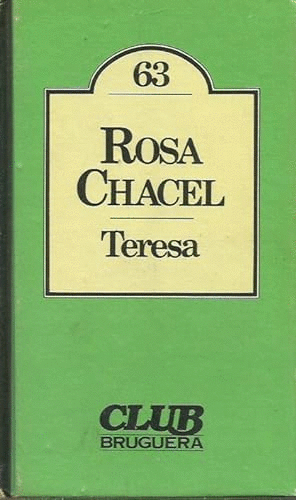 63
ROSA
CHACEL
Teresa
CLUB
BRUGUERA